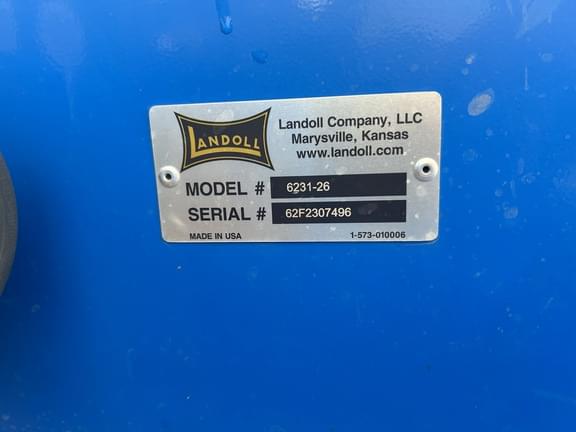 LANDOLL
Landoll Company, LLC
Marysville, Kansas
www.landoll.com
MODEL # 6231-26
SERIAL # 62F2307496
MADE IN USA 1-573-010006